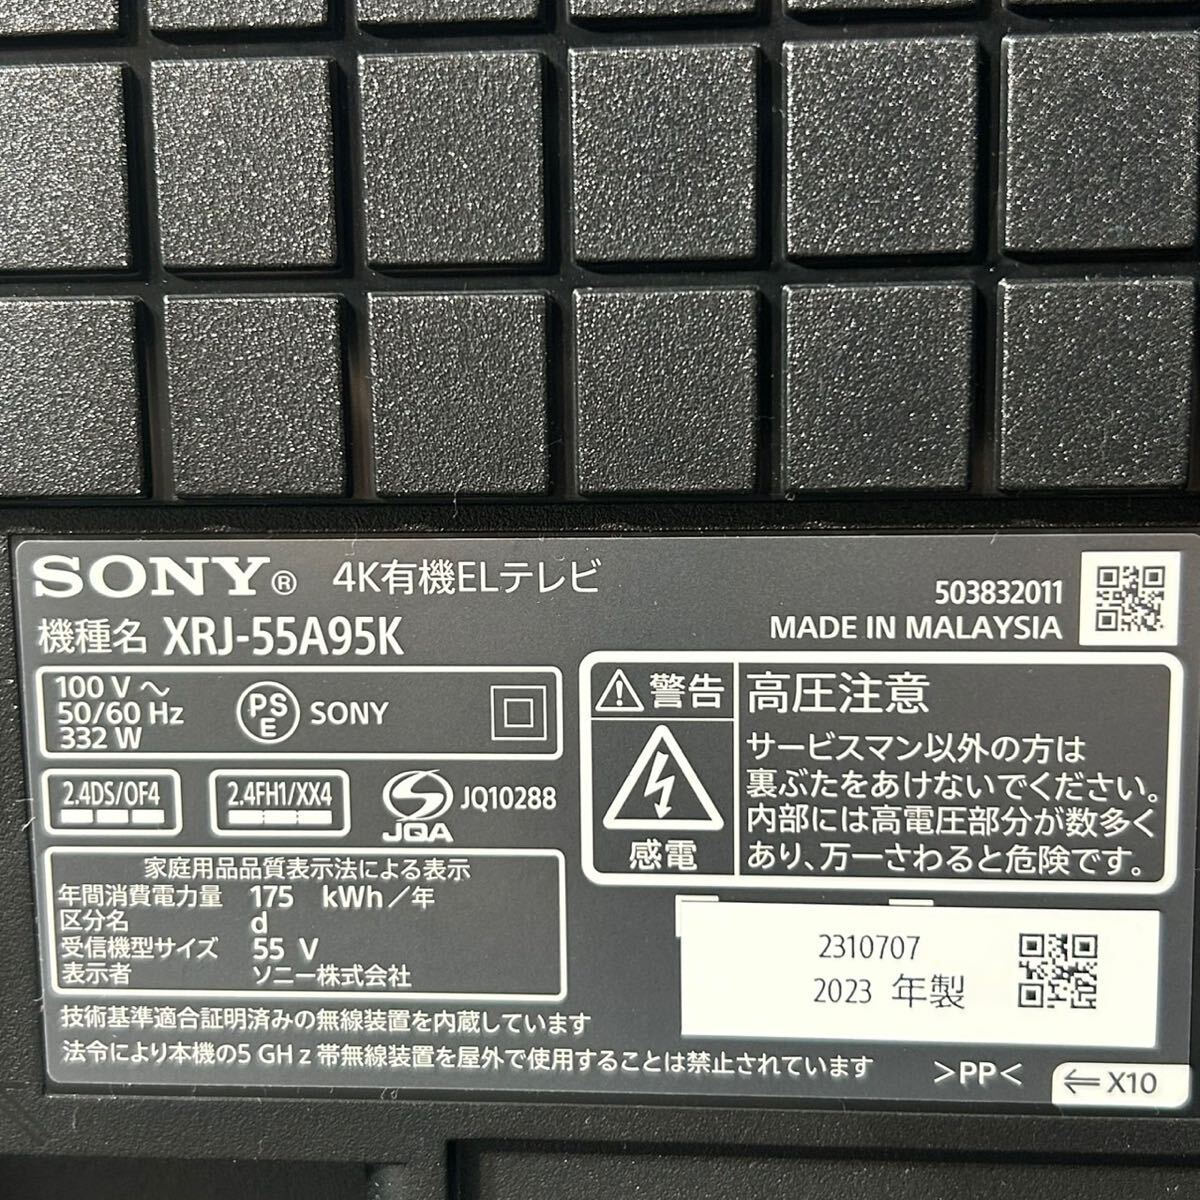 SONY® 4K有機ELテレビ
機種名 XRJ-55A95K
503832011
MADE IN MALAYSIA
100 V ～
50/60 Hz
332 W
PSE SONY
2.4DS/OF4
2.4FH1/XX4
JQA
JQ10288
家庭用品品質表示法による表示
年間消費電力量 175 kWh／年
区分名 d
受信機型サイズ 55 V
表示者 ソニー株式会社
警告
感電
高圧注意
サービスマン以外の方は
裏ぶたをあけないでください。
内部には高電圧部分が数多く
あり、万一さわると危険です。
2310707
2023 年製
技術基準適合証明済みの無線装置を内蔵しています
法令により本機の5 GHz帯無線装置を屋外で使用することは禁止されています
>PP<
⇐ X10